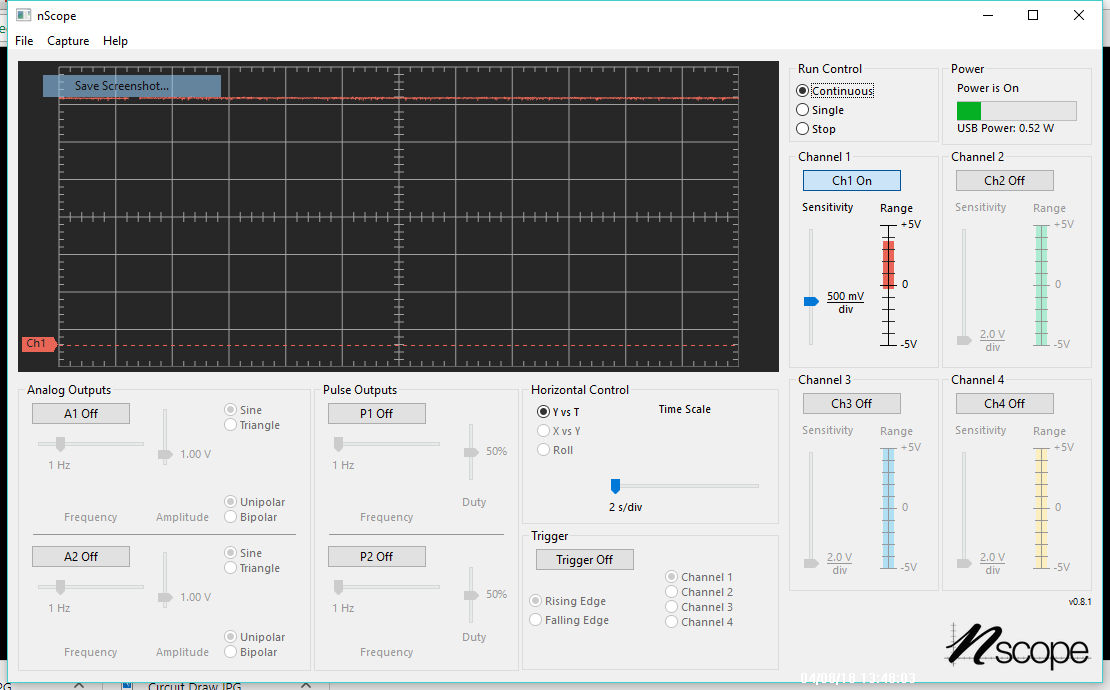 nScope
File Capture Help
Save Screenshot...
Ch1
Run Control
Continuous
Single
Stop
Power
Power is On
USB Power: 0.52 W
Channel 1
Ch1 On
Sensitivity
Range
+5V
0
-5V
500 mV
div
Channel 2
Ch2 Off
Sensitivity
Range
+5V
0
-5V
2.0 V
div
Analog Outputs
A1 Off
Sine
Triangle
1 Hz
1.00 V
Unipolar
Bipolar
Frequency
Amplitude
A2 Off
Sine
Triangle
1 Hz
1.00 V
Unipolar
Bipolar
Frequency
Amplitude
Pulse Outputs
P1 Off
1 Hz
50%
Duty
Frequency
P2 Off
1 Hz
50%
Duty
Frequency
Horizontal Control
Y vs T
X vs Y
Roll
Time Scale
2 s/div
Trigger
Trigger Off
Rising Edge
Falling Edge
Channel 1
Channel 2
Channel 3
Channel 4
Channel 3
Ch3 Off
Sensitivity
Range
+5V
0
-5V
2.0 V
div
Channel 4
Ch4 Off
Sensitivity
Range
+5V
0
-5V
2.0 V
div
v0.8.1
nscope
Circuit Draw.JPG